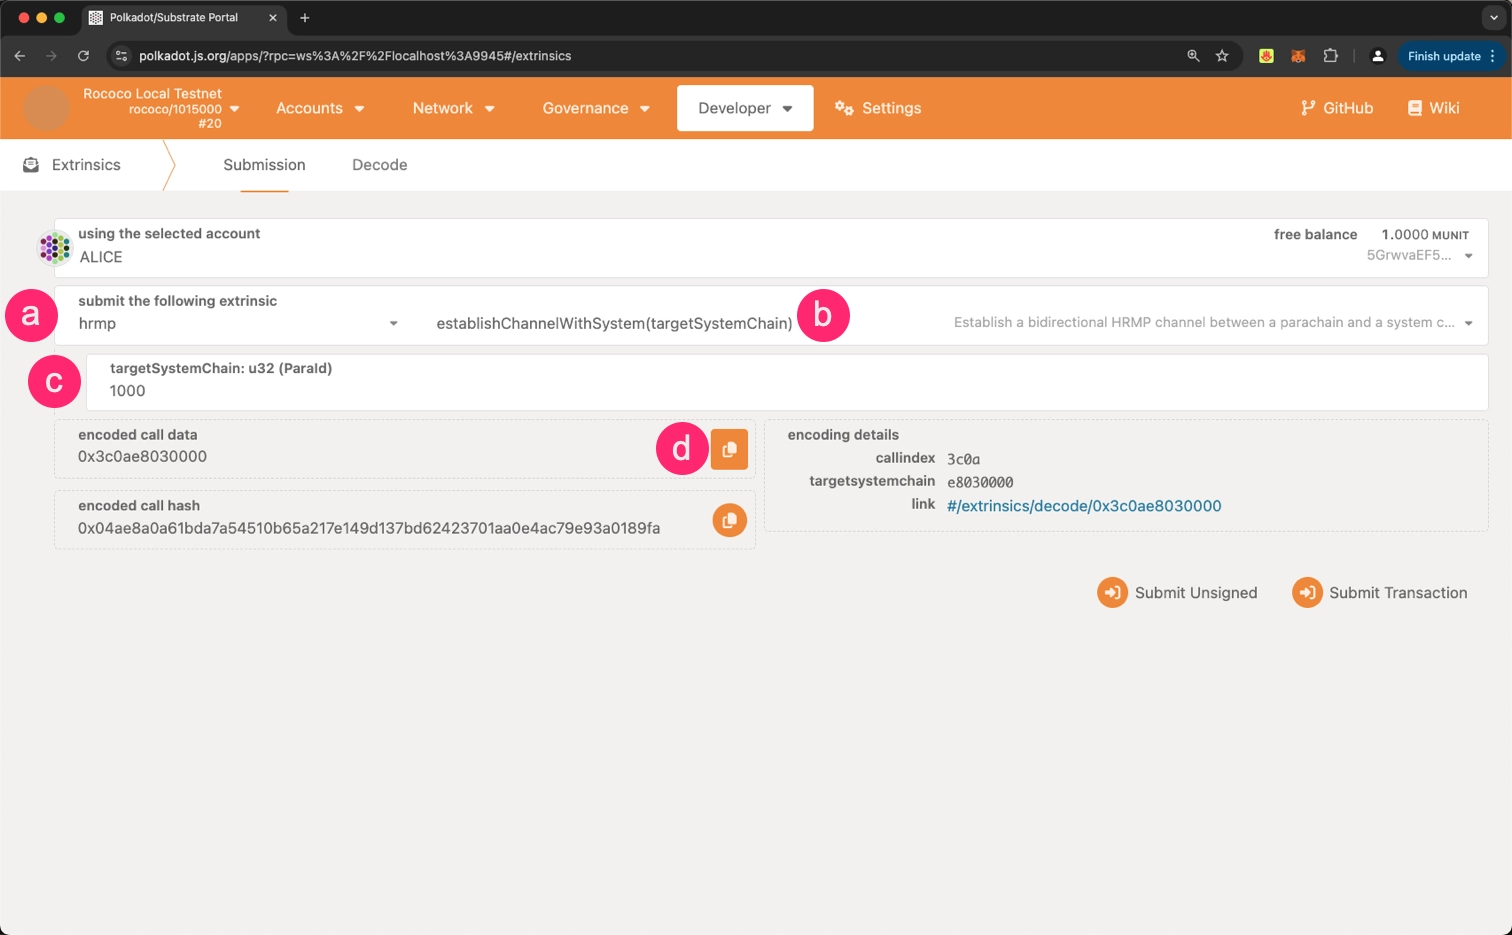 Polkadot/Substrate Portal
polkadot.js.org/apps/?rpc=ws%3A%2F%2Flocalhost%3A9945#/extrinsics
Finish update
Rococo Local Testnet
rococo/1015000
#20
Accounts
Network
Governance
Developer
Settings
GitHub
Wiki
Extrinsics
Submission
Decode
using the selected account
ALICE
free balance 1.0000 MUNIT
5GrwvaEF5...
a
submit the following extrinsic
hrmp
establishChannelWithSystem(targetSystemChain)
b
Establish a bidirectional HRMP channel between a parachain and a system c...
c
targetSystemChain: u32 (ParaId)
1000
encoded call data
0x3c0ae8030000
d
encoding details
callindex 3c0a
targetsystemchain e8030000
link #/extrinsics/decode/0x3c0ae8030000
encoded call hash
0x04ae8a0a61bda7a54510b65a217e149d137bd62423701aa0e4ac79e93a0189fa
Submit Unsigned
Submit Transaction